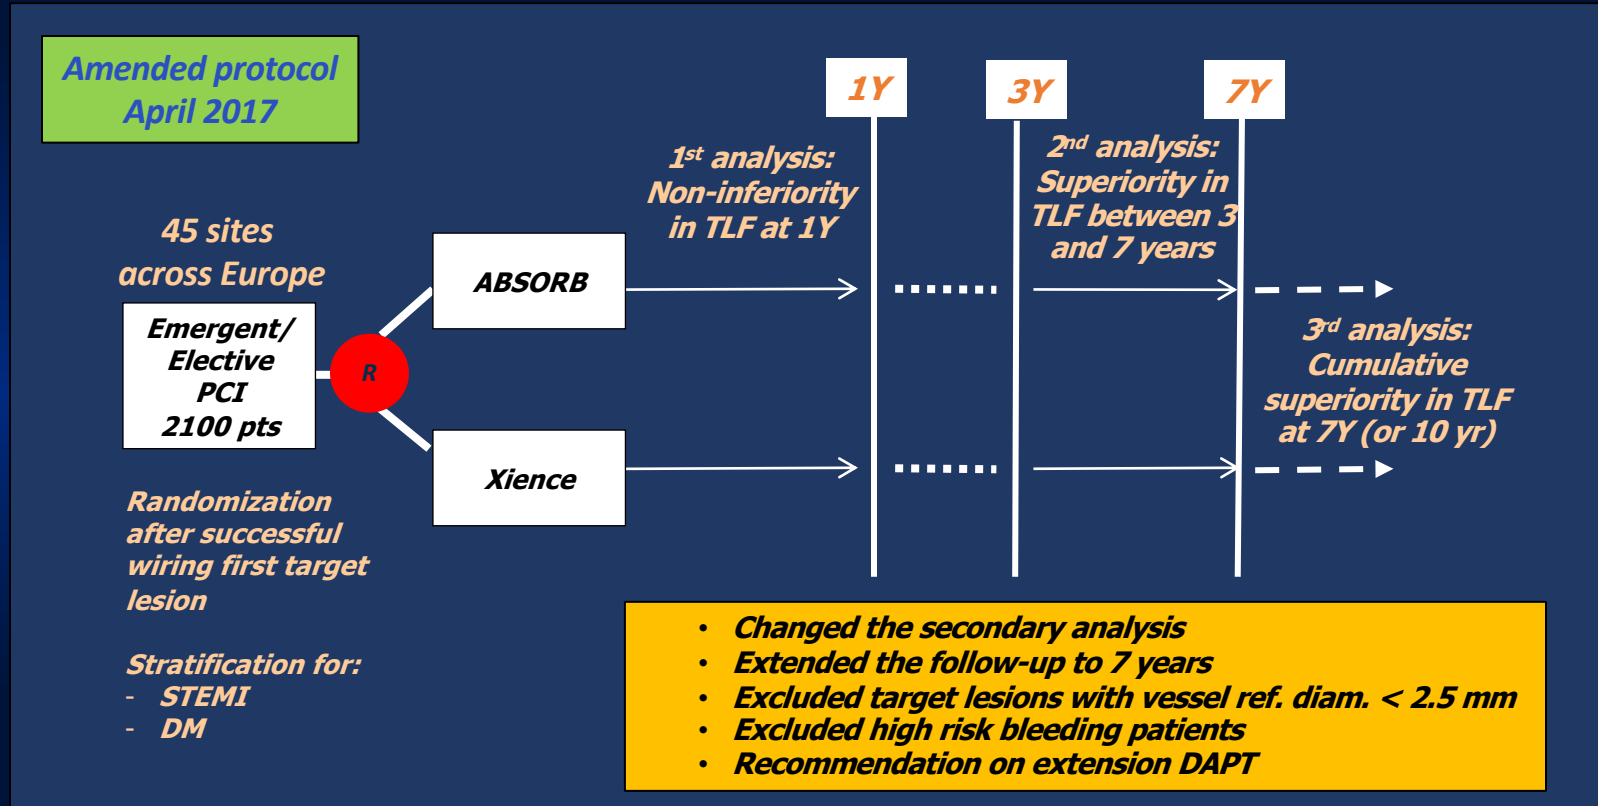 Amended protocol
April 2017
1Y
3Y
7Y
1st analysis:
Non-inferiority
in TLF at 1Y
2nd analysis:
Superiority in
TLF between 3
and 7 years
45 sites
across Europe
Emergent/
Elective
PCI
2100 pts
R
ABSORB
Xience
3rd analysis:
Cumulative
superiority in TLF
at 7Y (or 10 yr)
Randomization
after successful
wiring first target
lesion
Stratification for:
- STEMI
- DM
• Changed the secondary analysis
• Extended the follow-up to 7 years
• Excluded target lesions with vessel ref. diam. < 2.5 mm
• Excluded high risk bleeding patients
• Recommendation on extension DAPT